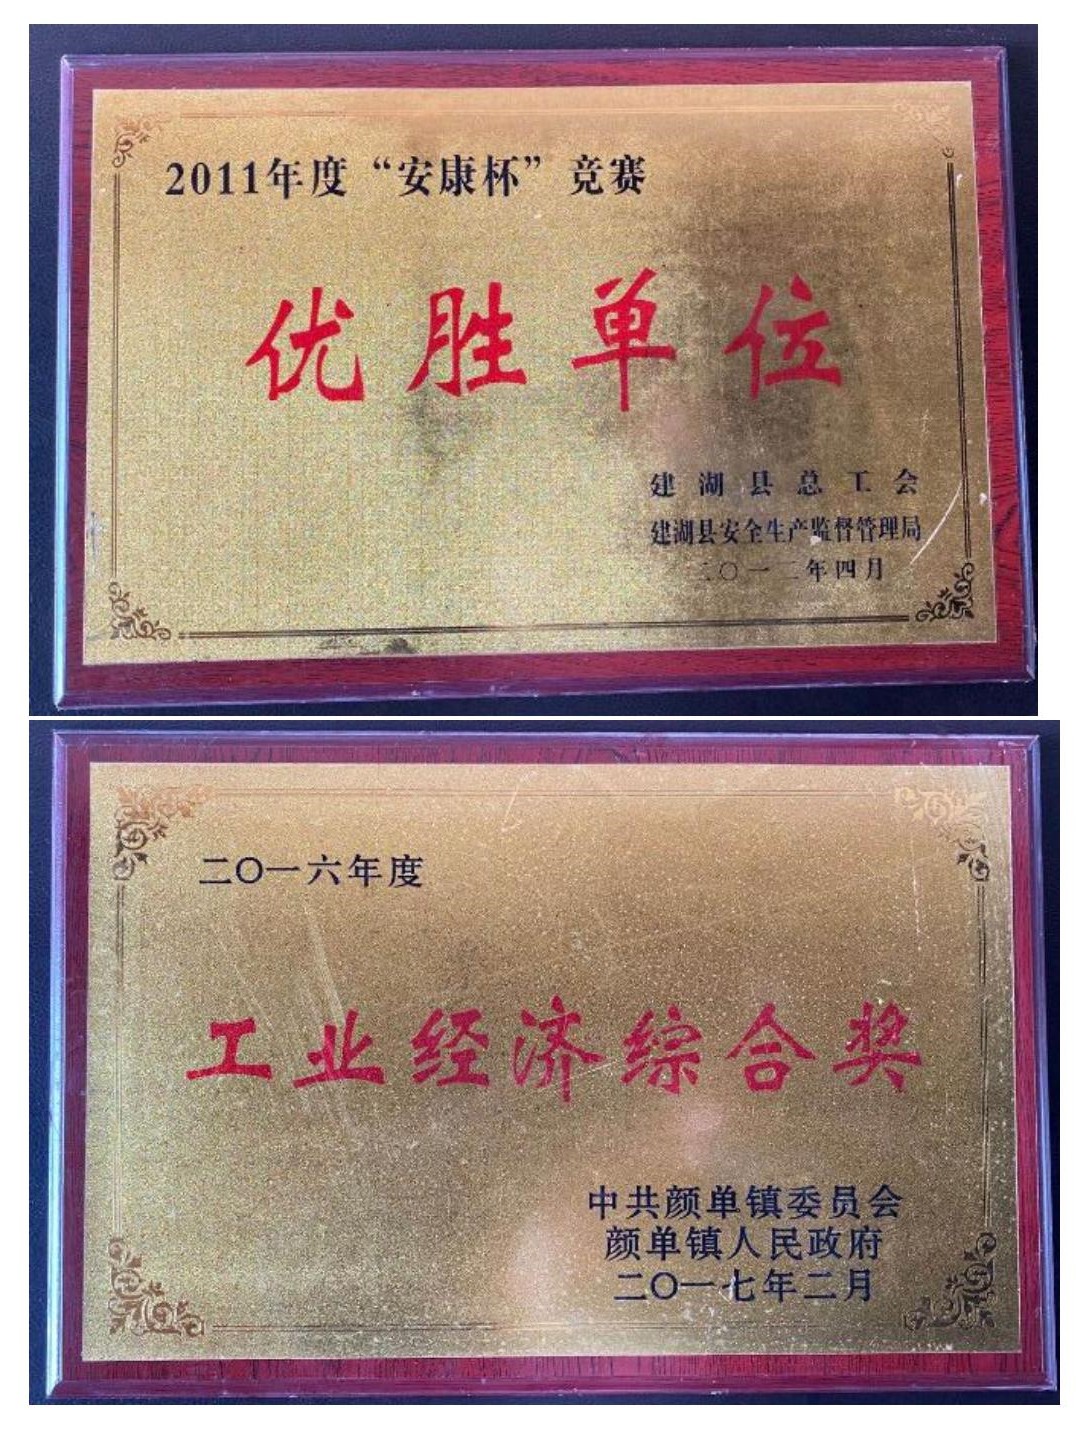 2011年度“安康杯”竞赛
优胜单位
建湖县总工会
建湖县安全生产监督管理局
二〇一二年四月
二〇一六年度
工业经济综合奖
中共颜单镇委员会
颜单镇人民政府
二〇一七年二月